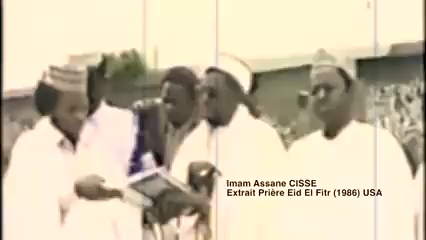 Imam Assane CISSE
Extrait Prière Eid El Fitr (1986) USA